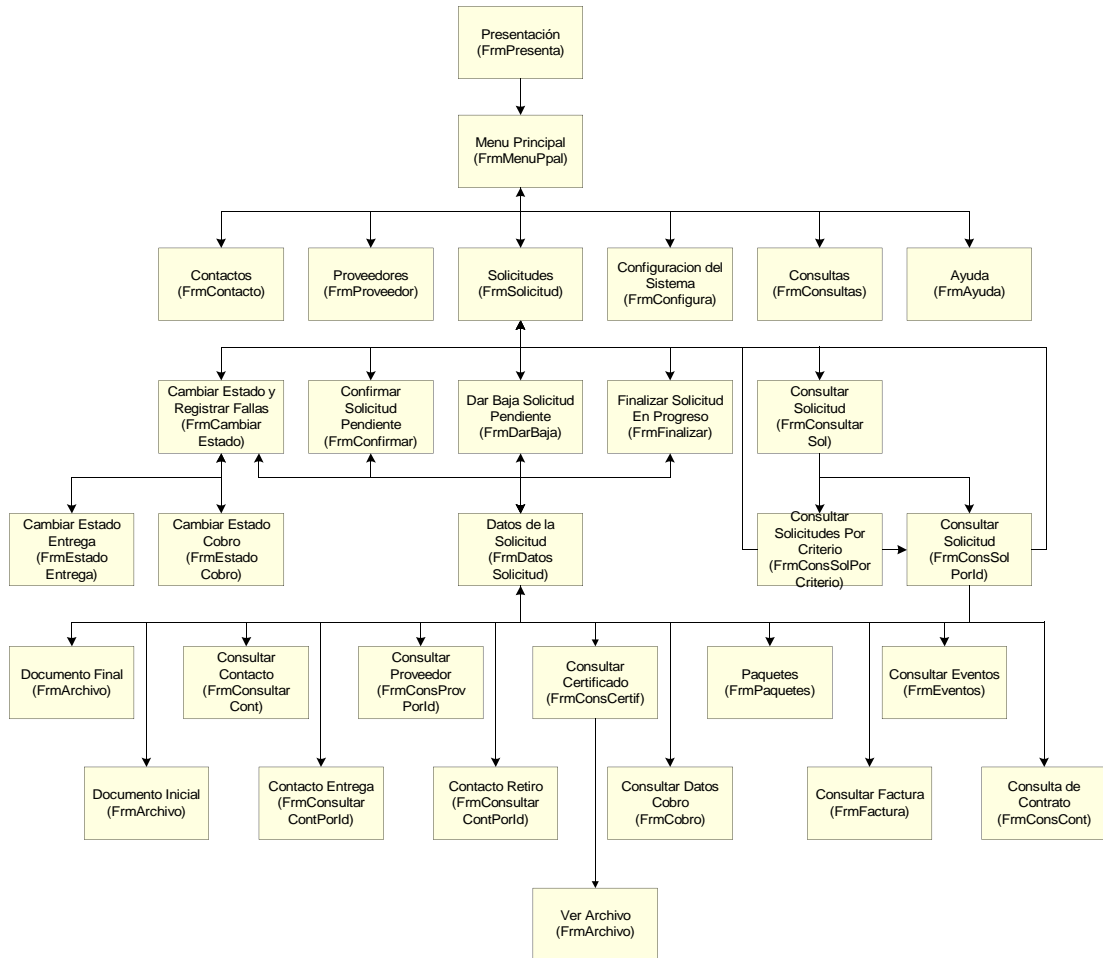 Presentación
(FrmPresenta)
Menu Principal
(FrmMenuPpal)
Contactos
(FrmContacto)
Proveedores
(FrmProveedor)
Solicitudes
(FrmSolicitud)
Configuracion del
Sistema
(FrmConfigura)
Consultas
(FrmConsultas)
Ayuda
(FrmAyuda)
Cambiar Estado y
Registrar Fallas
(FrmCambiar
Estado)
Confirmar
Solicitud
Pendiente
(FrmConfirmar)
Dar Baja Solicitud
Pendiente
(FrmDarBaja)
Finalizar Solicitud
En Progreso
(FrmFinalizar)
Consultar
Solicitud
(FrmConsultar
Sol)
Cambiar Estado
Entrega
(FrmEstado
Entrega)
Cambiar Estado
Cobro
(FrmEstado
Cobro)
Datos de la
Solicitud
(FrmDatos
Solicitud)
Consultar
Solicitudes Por
Criterio
(FrmConsSolPor
Criterio)
Consultar
Solicitud
(FrmConsSol
PorId)
Documento Final
(FrmArchivo)
Consultar
Contacto
(FrmConsultar
Cont)
Consultar
Proveedor
(FrmConsProv
PorId)
Consultar
Certificado
(FrmConsCertif)
Paquetes
(FrmPaquetes)
Consultar Eventos
(FrmEventos)
Documento Inicial
(FrmArchivo)
Contacto Entrega
(FrmConsultar
ContPorId)
Contacto Retiro
(FrmConsultar
ContPorId)
Consultar Datos
Cobro
(FrmCobro)
Consultar Factura
(FrmFactura)
Consulta de
Contrato
(FrmConsCont)
Ver Archivo
(FrmArchivo)